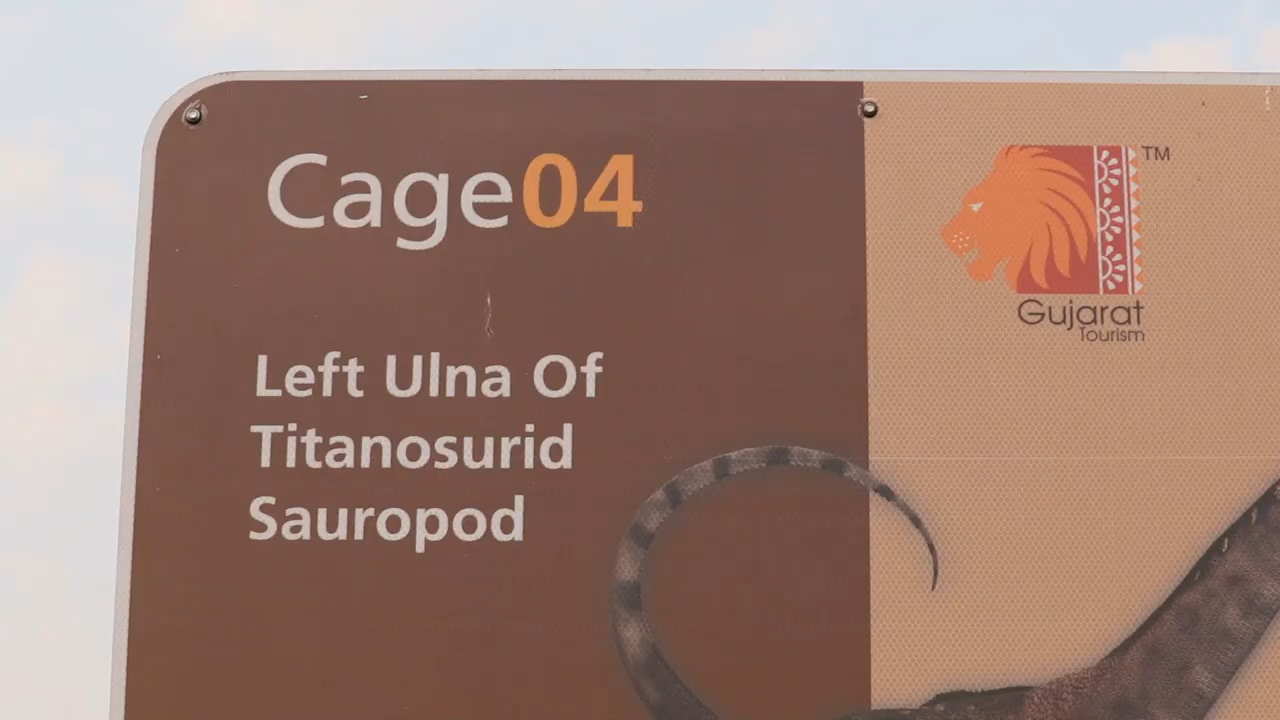 Cage04
Left Ulna Of
Titanosurid
Sauropod
TM
Gujarat
Tourism